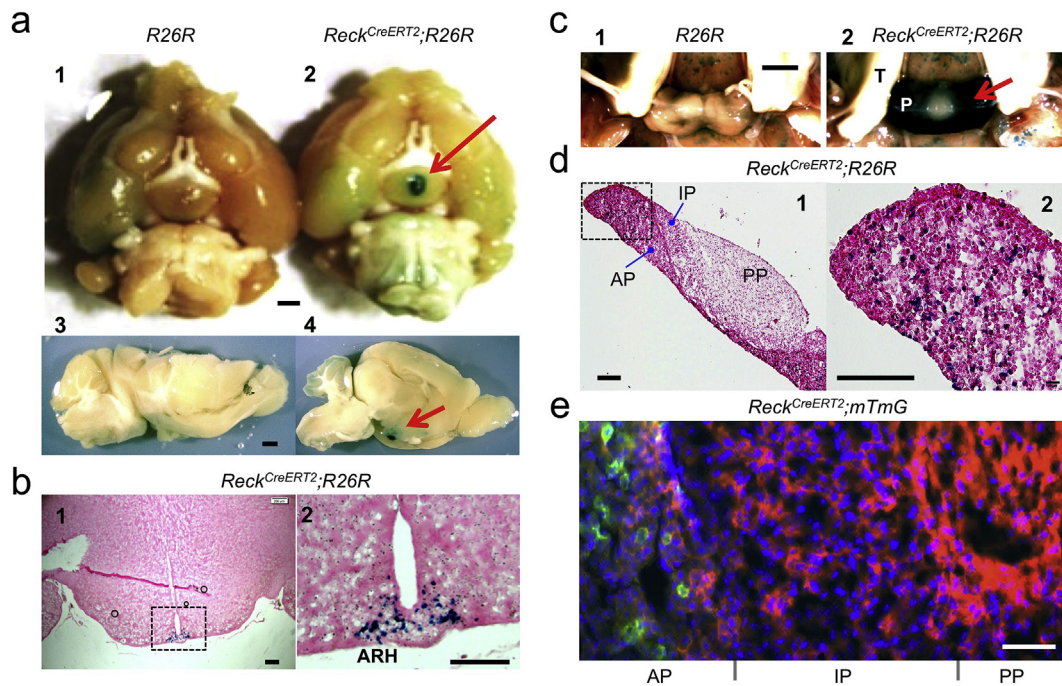 a
R26R
Reck^CreERT2;R26R
1
2
3
4
b
Reck^CreERT2;R26R
1
2
ARH
c
1
R26R
2
Reck^CreERT2;R26R
T
P
d
Reck^CreERT2;R26R
IP
1
2
AP
PP
e
Reck^CreERT2;mTmG
AP
IP
PP